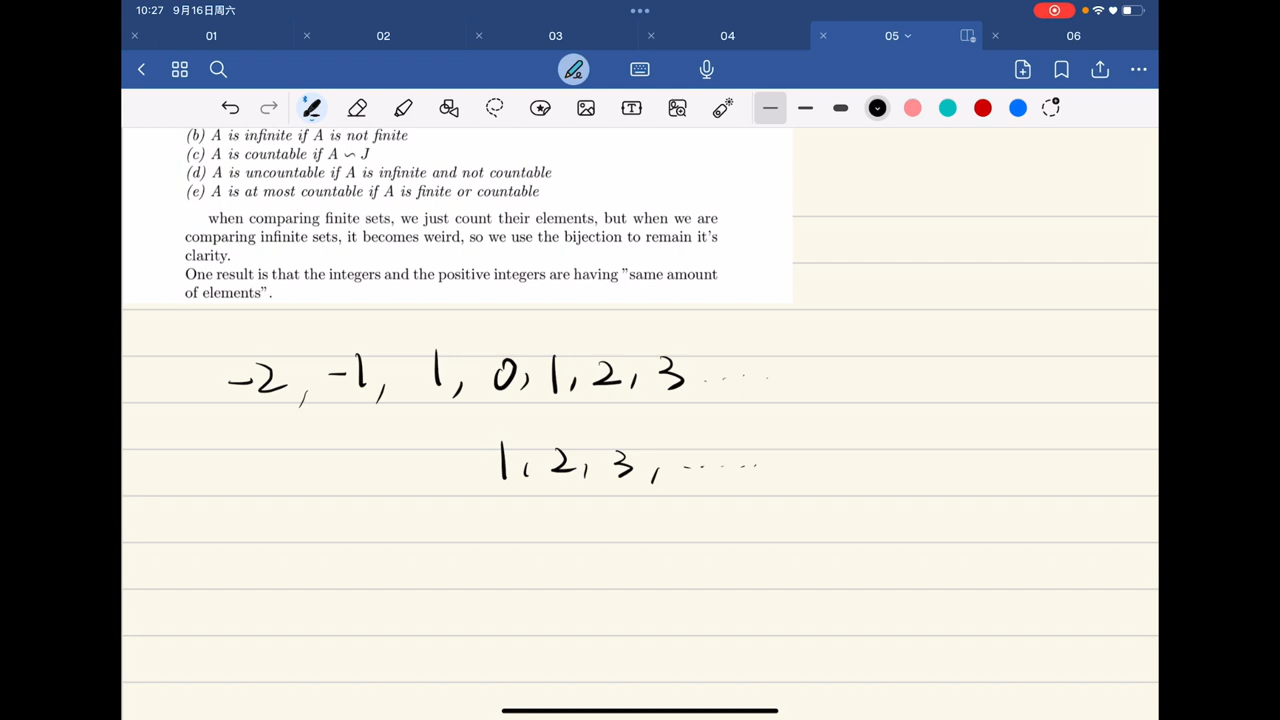 10:27 9月16日周六
01 02 03 04 05 06
(b) A is infinite if A is not finite
(c) A is countable if A ∽ J
(d) A is uncountable if A is infinite and not countable
(e) A is at most countable if A is finite or countable
when comparing finite sets, we just count their elements, but when we are
comparing infinite sets, it becomes weird, so we use the bijection to remain it's
clarity.
One result is that the integers and the positive integers are having "same amount
of elements".
-2, -1, 1, 0, 1, 2, 3 ......
1, 2, 3, ......